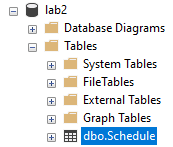 lab2
Database Diagrams
Tables
System Tables
FileTables
External Tables
Graph Tables
dbo.Schedule